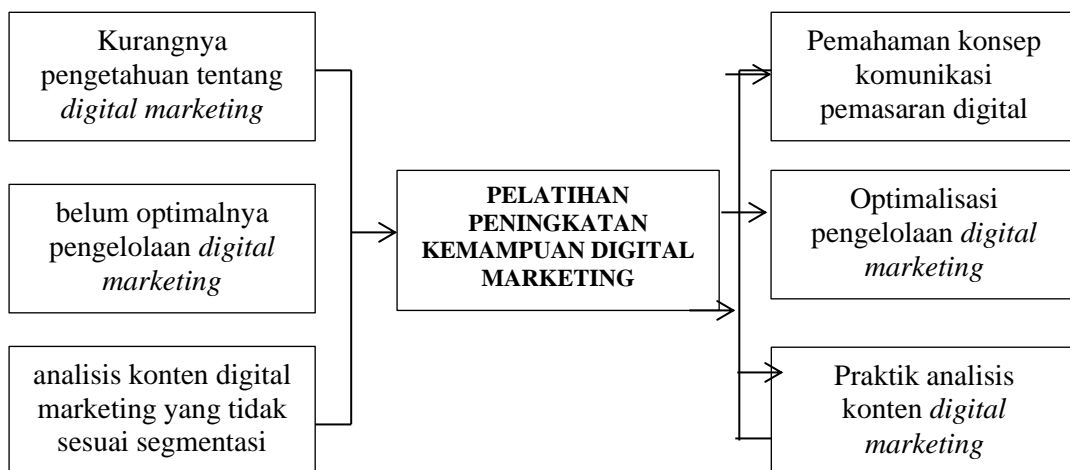 Kurangnya
pengetahuan tentang
digital marketing
belum optimalnya
pengelolaan digital
marketing
analisis konten digital
marketing yang tidak
sesuai segmentasi
PELATIHAN
PENINGKATAN
KEMAMPUAN DIGITAL
MARKETING
Pemahaman konsep
komunikasi
pemasaran digital
Optimalisasi
pengelolaan digital
marketing
Praktik analisis
konten digital
marketing